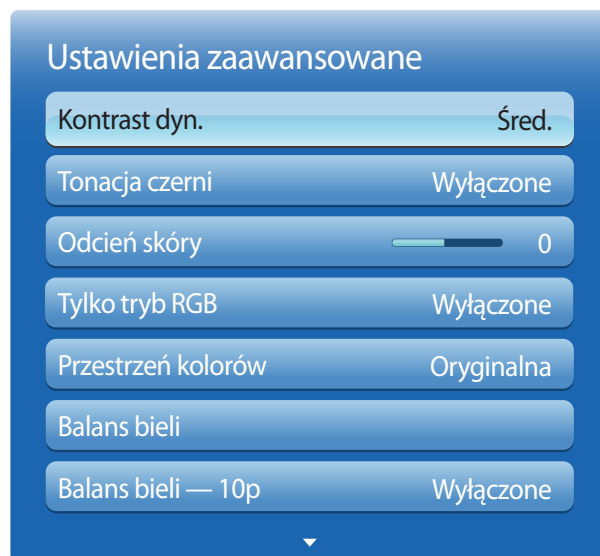 Ustawienia zaawansowane
Kontrast dyn. Śred.
Tonacja czerni Wyłączone
Odcień skóry 0
Tylko tryb RGB Wyłączone
Przestrzeń kolorów Oryginalna
Balans bieli
Balans bieli — 10p Wyłączone